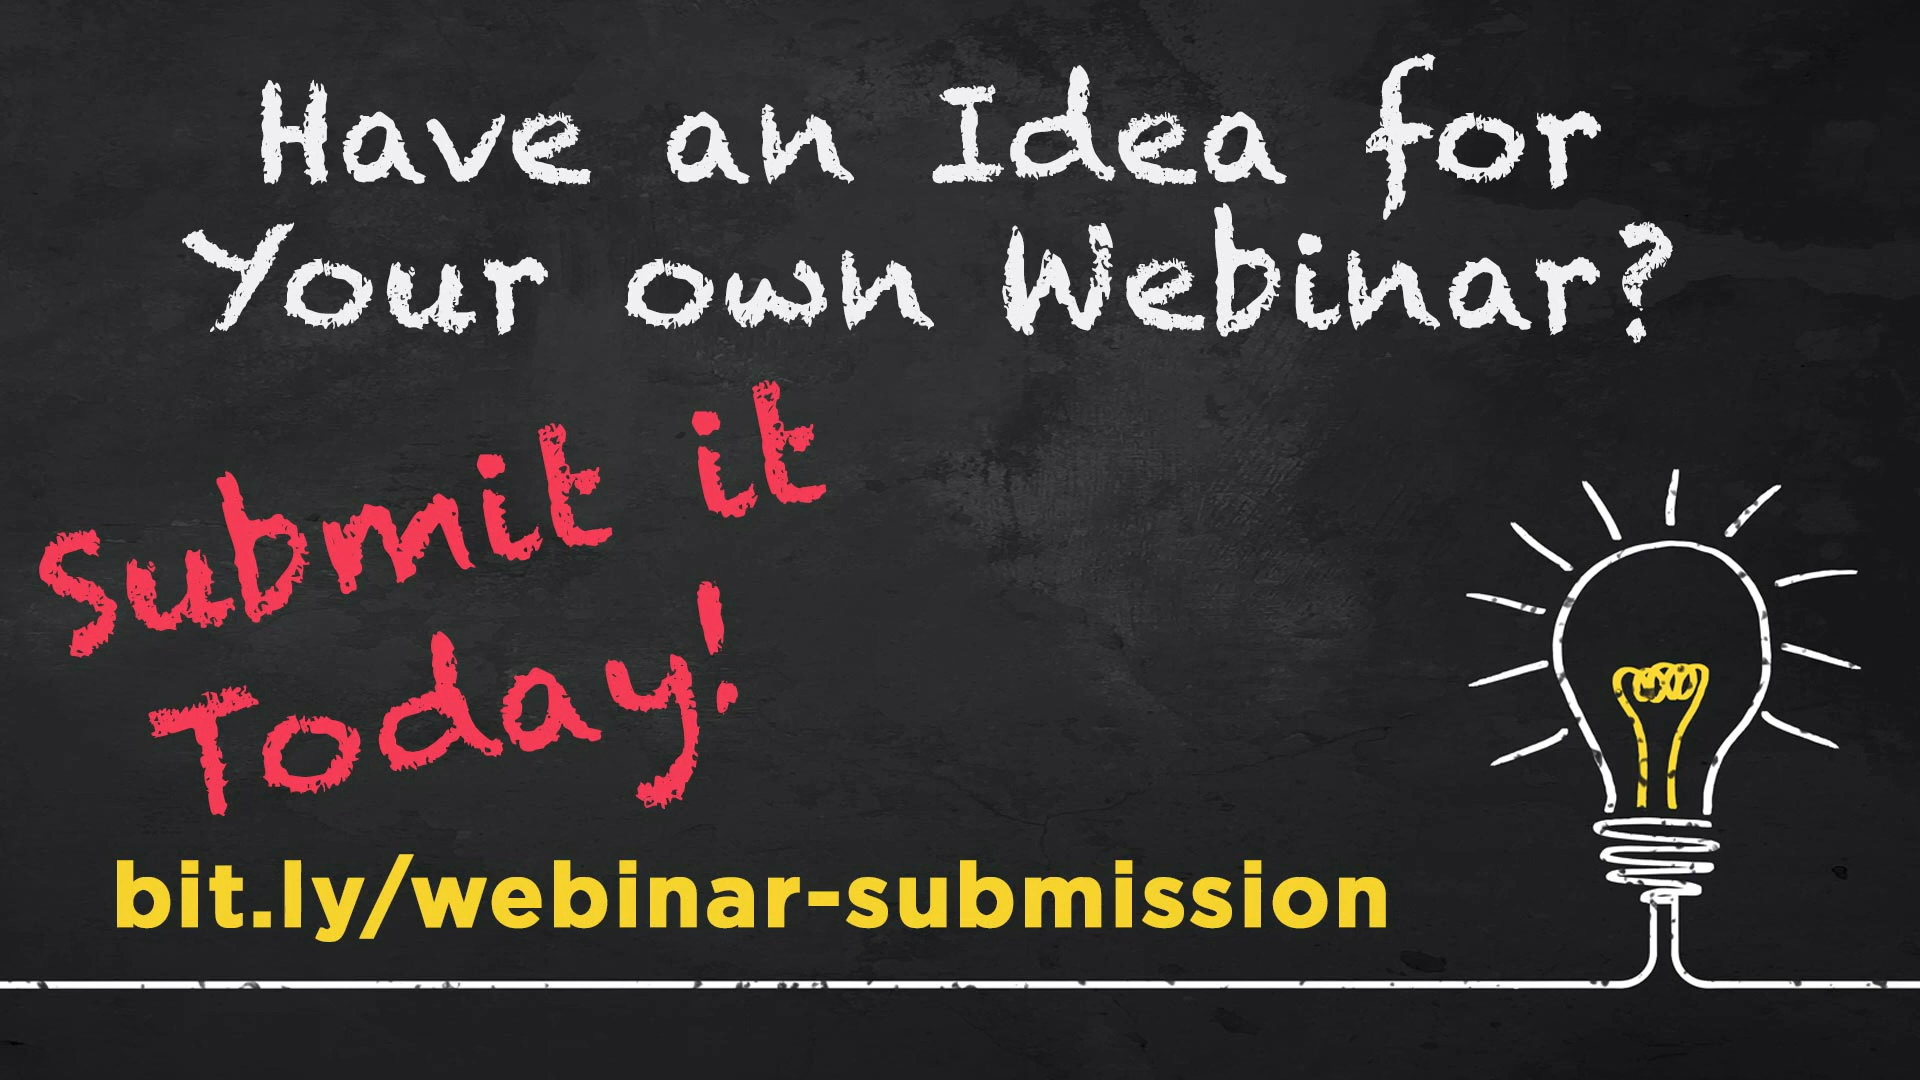 Have an Idea for
Your own Webinar?
Submit it
Today!
bit.ly/webinar-submission